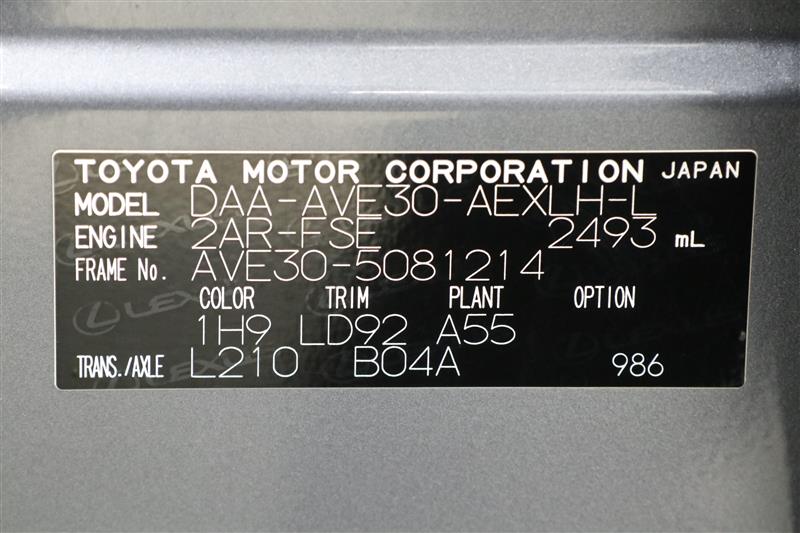 TOYOTA MOTOR CORPORATION JAPAN
MODEL DAA-AVE30-AEXLH-L
ENGINE 2AR-FSE 2493 mL
FRAME No. AVE30-5081214
COLOR TRIM PLANT OPTION
1H9 LD92 A55
TRANS./AXLE L210 B04A 986
LEXUS